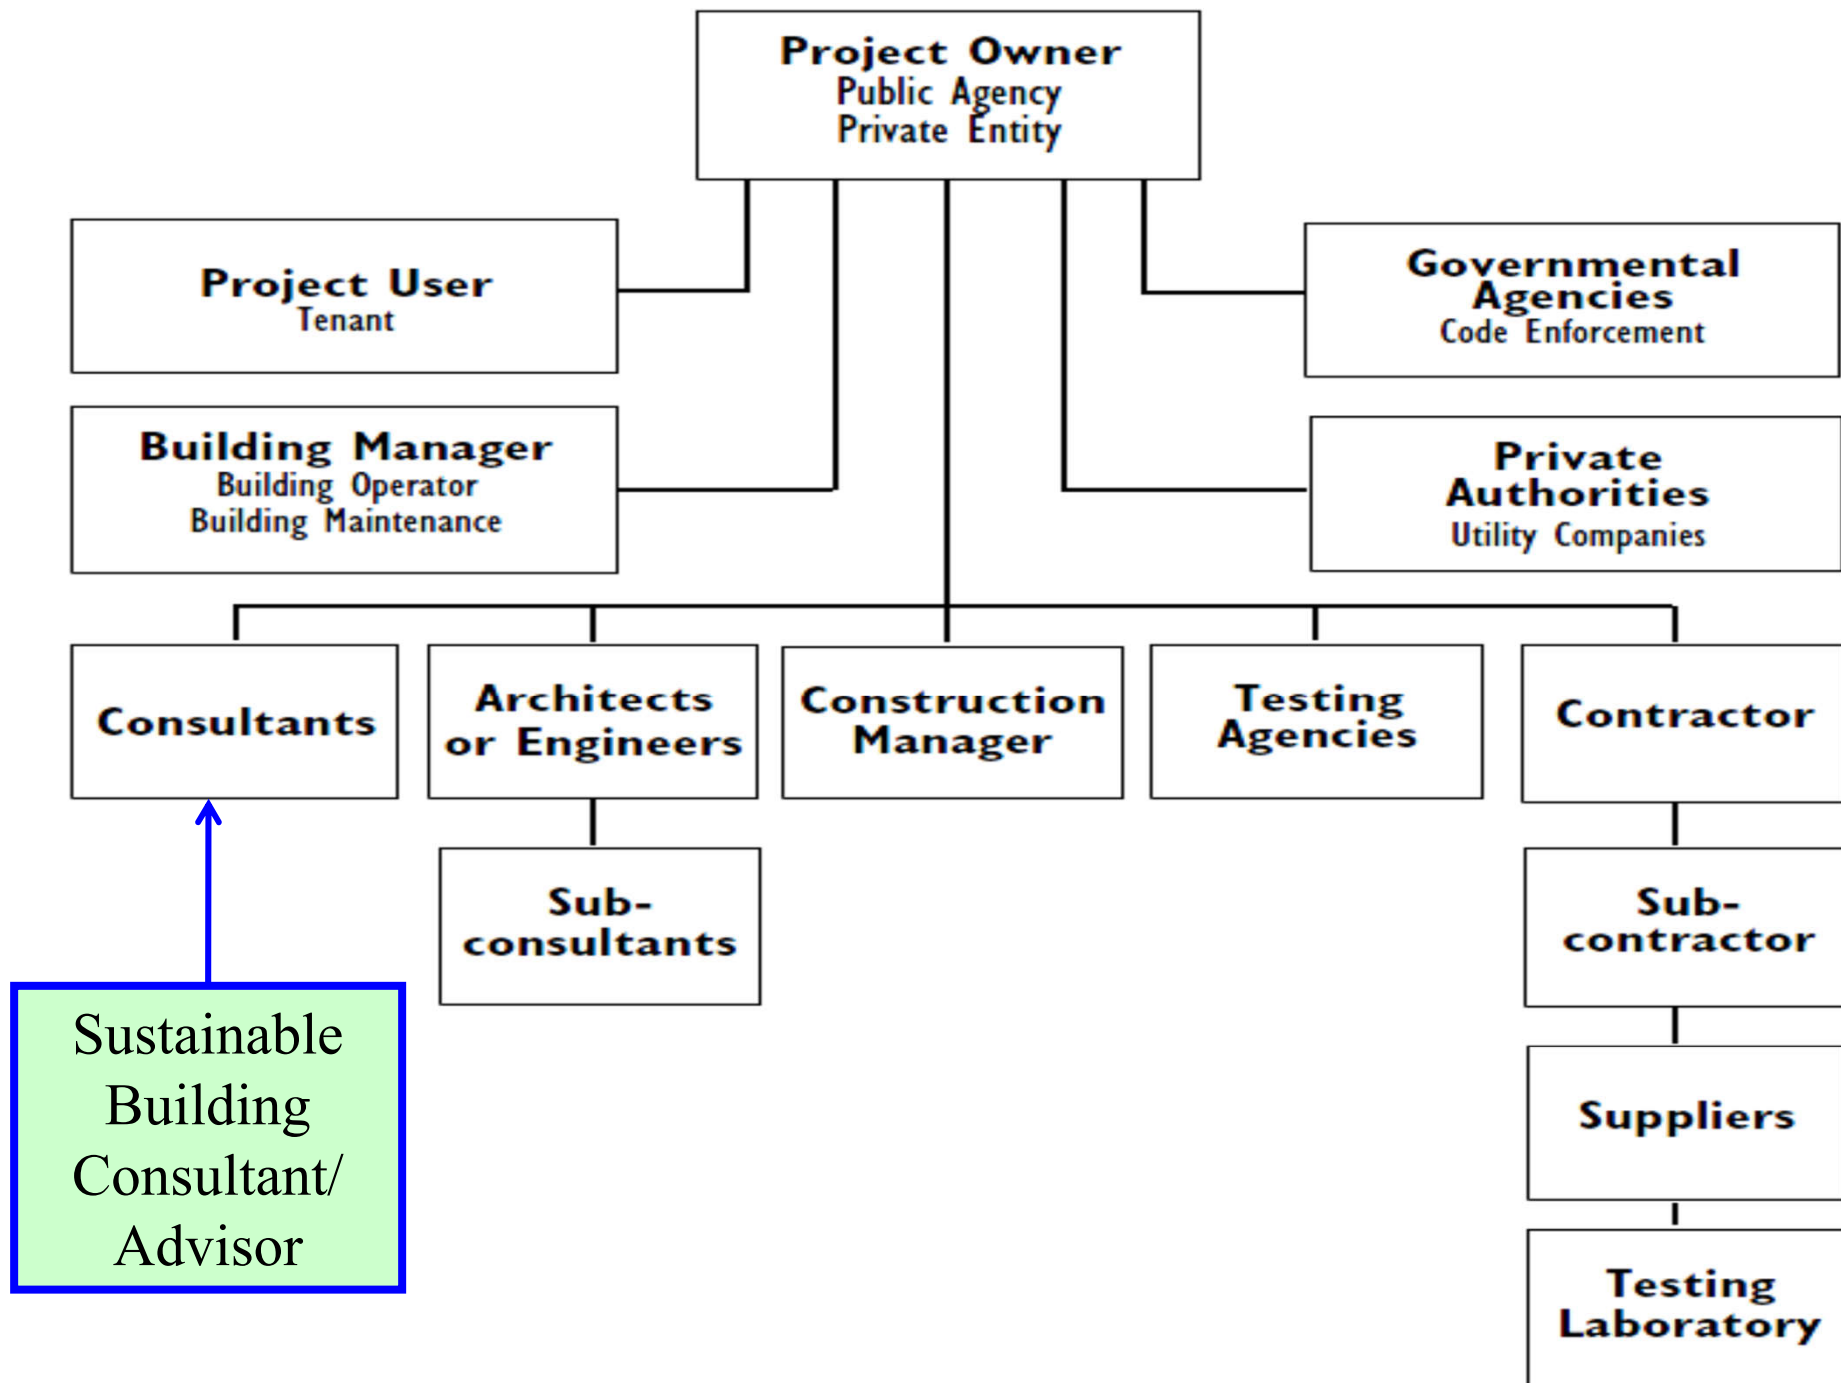 Project Owner
Public Agency
Private Entity
Project User
Tenant
Governmental
Agencies
Code Enforcement
Building Manager
Building Operator
Building Maintenance
Private
Authorities
Utility Companies
Consultants
Architects
or Engineers
Construction
Manager
Testing
Agencies
Contractor
Sub-
consultants
Sub-
contractor
Sustainable
Building
Consultant/
Advisor
Suppliers
Testing
Laboratory